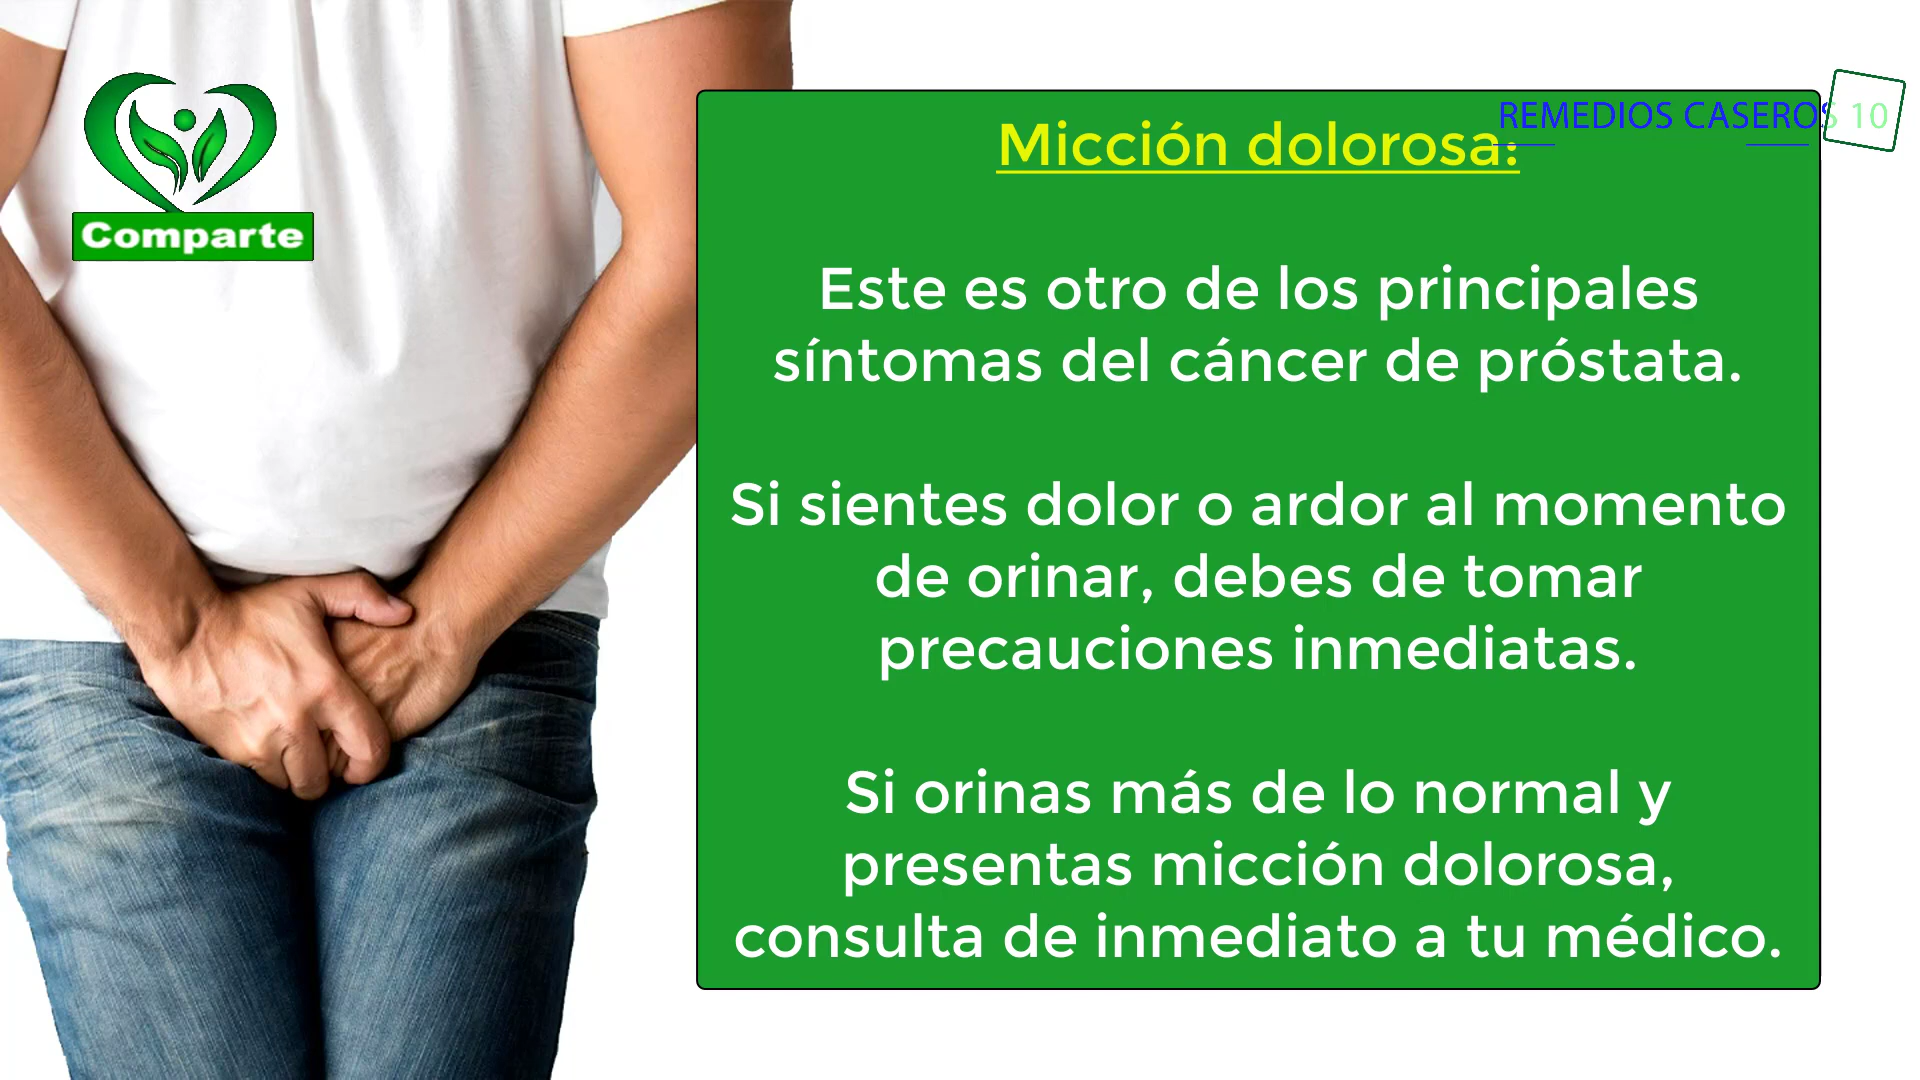 Comparte
REMEDIOS CASEROS 10
Micción dolorosa:
Este es otro de los principales
síntomas del cáncer de próstata.
Si sientes dolor o ardor al momento
de orinar, debes de tomar
precauciones inmediatas.
Si orinas más de lo normal y
presentas micción dolorosa,
consulta de inmediato a tu médico.